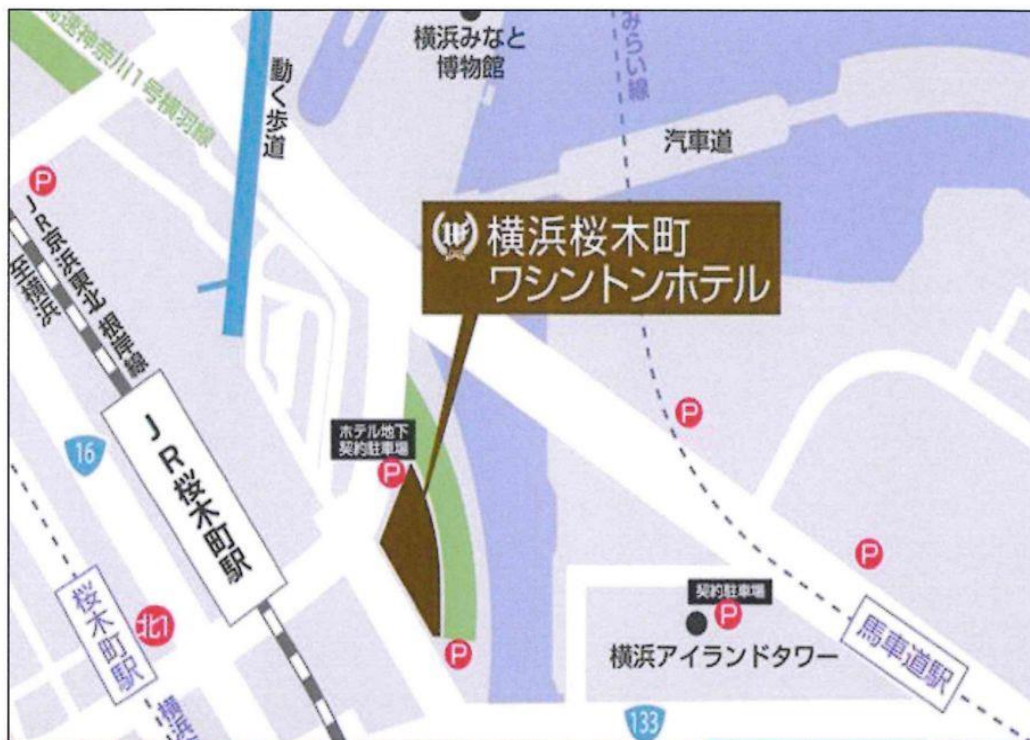 高速神奈川1号横羽線
動く歩道
横浜みなと
博物館
みらい線
汽車道
P
JR京浜東北 根岸線
至横浜
横浜桜木町
ワシントンホテル
P
ホテル地下
契約駐車場
P
16
JR桜木町駅
P
契約駐車場
P
桜木町駅
北1
P
横浜アイランドタワー
馬車道駅
横浜
133